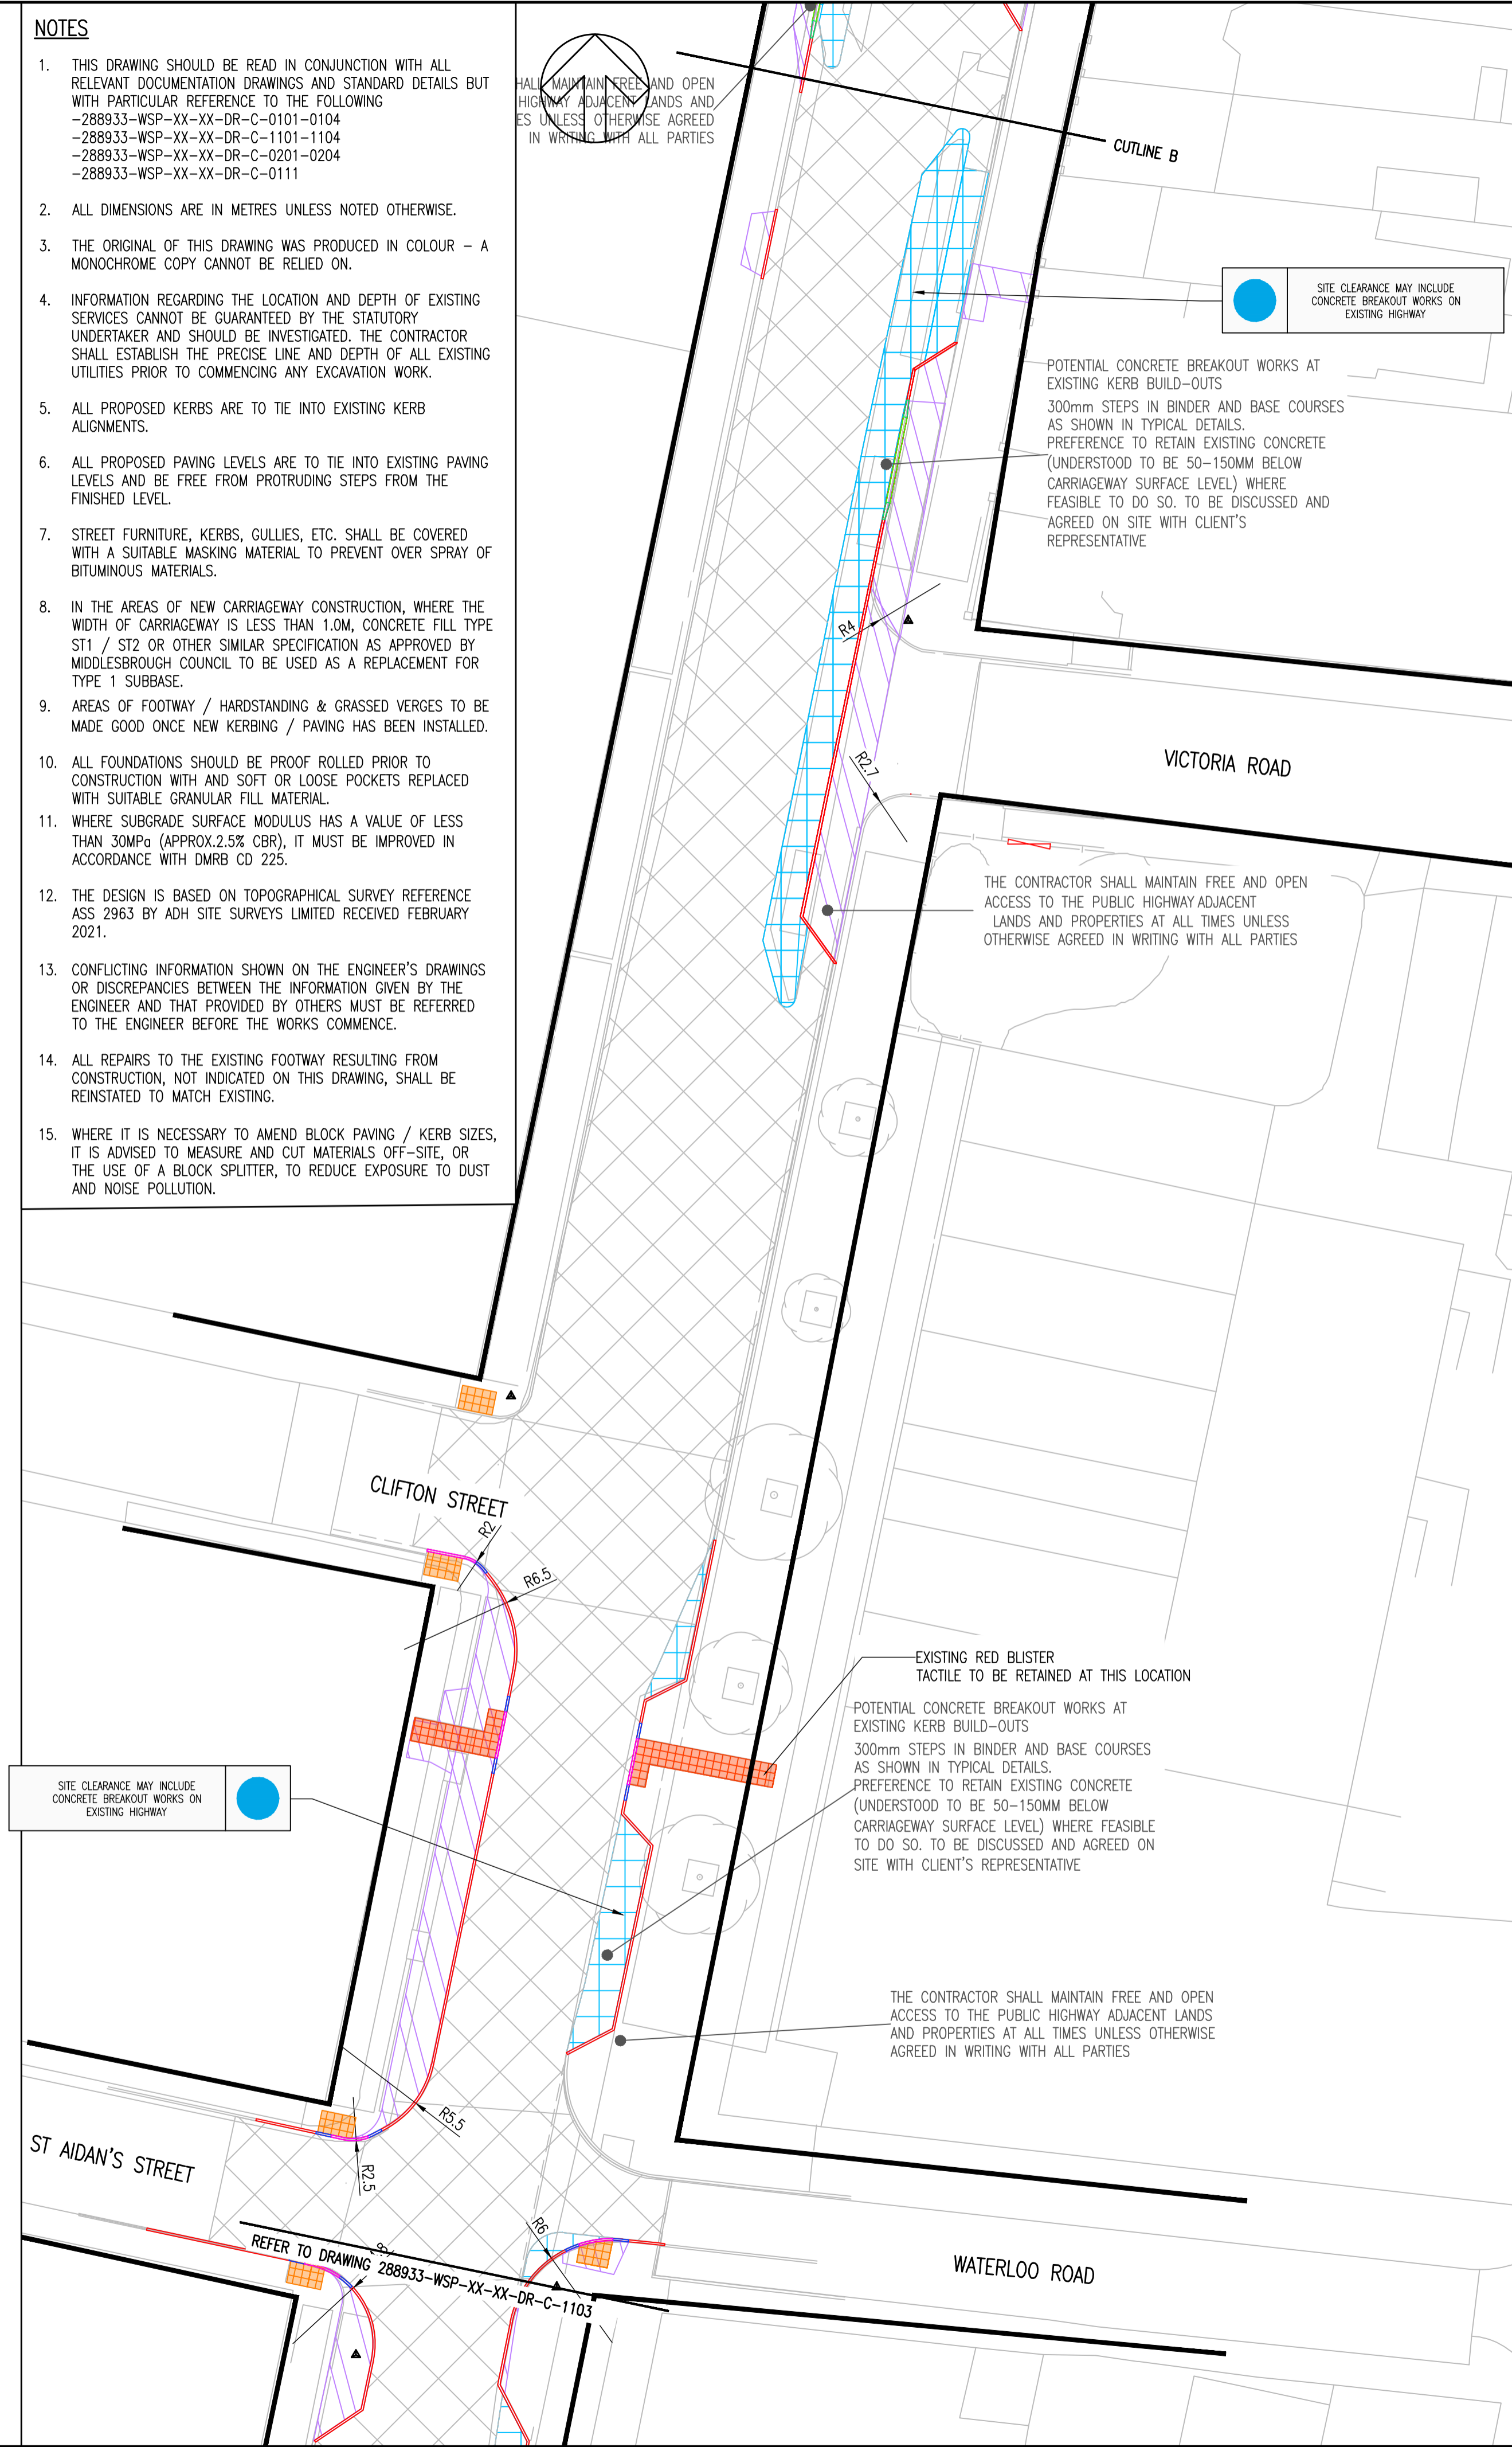 NOTES
1. THIS DRAWING SHOULD BE READ IN CONJUNCTION WITH ALL
RELEVANT DOCUMENTATION DRAWINGS AND STANDARD DETAILS BUT
WITH PARTICULAR REFERENCE TO THE FOLLOWING
-288933-WSP-XX-XX-DR-C-0101-0104
-288933-WSP-XX-XX-DR-C-1101-1104
-288933-WSP-XX-XX-DR-C-0201-0204
-288933-WSP-XX-XX-DR-C-0111
2. ALL DIMENSIONS ARE IN METRES UNLESS NOTED OTHERWISE.
3. THE ORIGINAL OF THIS DRAWING WAS PRODUCED IN COLOUR - A
MONOCHROME COPY CANNOT BE RELIED ON.
4. INFORMATION REGARDING THE LOCATION AND DEPTH OF EXISTING
SERVICES CANNOT BE GUARANTEED BY THE STATUTORY
UNDERTAKER AND SHOULD BE INVESTIGATED. THE CONTRACTOR
SHALL ESTABLISH THE PRECISE LINE AND DEPTH OF ALL EXISTING
UTILITIES PRIOR TO COMMENCING ANY EXCAVATION WORK.
5. ALL PROPOSED KERBS ARE TO TIE INTO EXISTING KERB
ALIGNMENTS.
6. ALL PROPOSED PAVING LEVELS ARE TO TIE INTO EXISTING PAVING
LEVELS AND BE FREE FROM PROTRUDING STEPS FROM THE
FINISHED LEVEL.
7. STREET FURNITURE, KERBS, GULLIES, ETC. SHALL BE COVERED
WITH A SUITABLE MASKING MATERIAL TO PREVENT OVER SPRAY OF
BITUMINOUS MATERIALS.
8. IN THE AREAS OF NEW CARRIAGEWAY CONSTRUCTION, WHERE THE
WIDTH OF CARRIAGEWAY IS LESS THAN 1.0M, CONCRETE FILL TYPE
ST1 / ST2 OR OTHER SIMILAR SPECIFICATION AS APPROVED BY
MIDDLESBROUGH COUNCIL TO BE USED AS A REPLACEMENT FOR
TYPE 1 SUBBASE.
9. AREAS OF FOOTWAY / HARDSTANDING & GRASSED VERGES TO BE
MADE GOOD ONCE NEW KERBING / PAVING HAS BEEN INSTALLED.
10. ALL FOUNDATIONS SHOULD BE PROOF ROLLED PRIOR TO
CONSTRUCTION WITH AND SOFT OR LOOSE POCKETS REPLACED
WITH SUITABLE GRANULAR FILL MATERIAL.
11. WHERE SUBGRADE SURFACE MODULUS HAS A VALUE OF LESS
THAN 30MPa (APPROX.2.5% CBR), IT MUST BE IMPROVED IN
ACCORDANCE WITH DMRB CD 225.
12. THE DESIGN IS BASED ON TOPOGRAPHICAL SURVEY REFERENCE
ASS 2963 BY ADH SITE SURVEYS LIMITED RECEIVED FEBRUARY
2021.
13. CONFLICTING INFORMATION SHOWN ON THE ENGINEER'S DRAWINGS
OR DISCREPANCIES BETWEEN THE INFORMATION GIVEN BY THE
ENGINEER AND THAT PROVIDED BY OTHERS MUST BE REFERRED
TO THE ENGINEER BEFORE THE WORKS COMMENCE.
14. ALL REPAIRS TO THE EXISTING FOOTWAY RESULTING FROM
CONSTRUCTION, NOT INDICATED ON THIS DRAWING, SHALL BE
REINSTATED TO MATCH EXISTING.
15. WHERE IT IS NECESSARY TO AMEND BLOCK PAVING / KERB SIZES,
IT IS ADVISED TO MEASURE AND CUT MATERIALS OFF-SITE, OR
THE USE OF A BLOCK SPLITTER, TO REDUCE EXPOSURE TO DUST
AND NOISE POLLUTION.
HALL MAINTAIN FREE AND OPEN
HIGHWAY ADJACENT LANDS AND
ES UNLESS OTHERWISE AGREED
IN WRITING WITH ALL PARTIES
CUTLINE B
SITE CLEARANCE MAY INCLUDE
CONCRETE BREAKOUT WORKS ON
EXISTING HIGHWAY
POTENTIAL CONCRETE BREAKOUT WORKS AT
EXISTING KERB BUILD-OUTS
300mm STEPS IN BINDER AND BASE COURSES
AS SHOWN IN TYPICAL DETAILS.
PREFERENCE TO RETAIN EXISTING CONCRETE
(UNDERSTOOD TO BE 50-150MM BELOW
CARRIAGEWAY SURFACE LEVEL) WHERE
FEASIBLE TO DO SO. TO BE DISCUSSED AND
AGREED ON SITE WITH CLIENT'S
REPRESENTATIVE
R4
R2.7
VICTORIA ROAD
THE CONTRACTOR SHALL MAINTAIN FREE AND OPEN
ACCESS TO THE PUBLIC HIGHWAY ADJACENT
LANDS AND PROPERTIES AT ALL TIMES UNLESS
OTHERWISE AGREED IN WRITING WITH ALL PARTIES
CLIFTON STREET
R2
R6.5
EXISTING RED BLISTER
TACTILE TO BE RETAINED AT THIS LOCATION
POTENTIAL CONCRETE BREAKOUT WORKS AT
EXISTING KERB BUILD-OUTS
300mm STEPS IN BINDER AND BASE COURSES
AS SHOWN IN TYPICAL DETAILS.
PREFERENCE TO RETAIN EXISTING CONCRETE
(UNDERSTOOD TO BE 50-150MM BELOW
CARRIAGEWAY SURFACE LEVEL) WHERE FEASIBLE
TO DO SO. TO BE DISCUSSED AND AGREED ON
SITE WITH CLIENT'S REPRESENTATIVE
SITE CLEARANCE MAY INCLUDE
CONCRETE BREAKOUT WORKS ON
EXISTING HIGHWAY
THE CONTRACTOR SHALL MAINTAIN FREE AND OPEN
ACCESS TO THE PUBLIC HIGHWAY ADJACENT LANDS
AND PROPERTIES AT ALL TIMES UNLESS OTHERWISE
AGREED IN WRITING WITH ALL PARTIES
R5.5
R2.5
ST AIDAN'S STREET
R6
REFER TO DRAWING 288933-WSP-XX-XX-DR-C-1103
WATERLOO ROAD